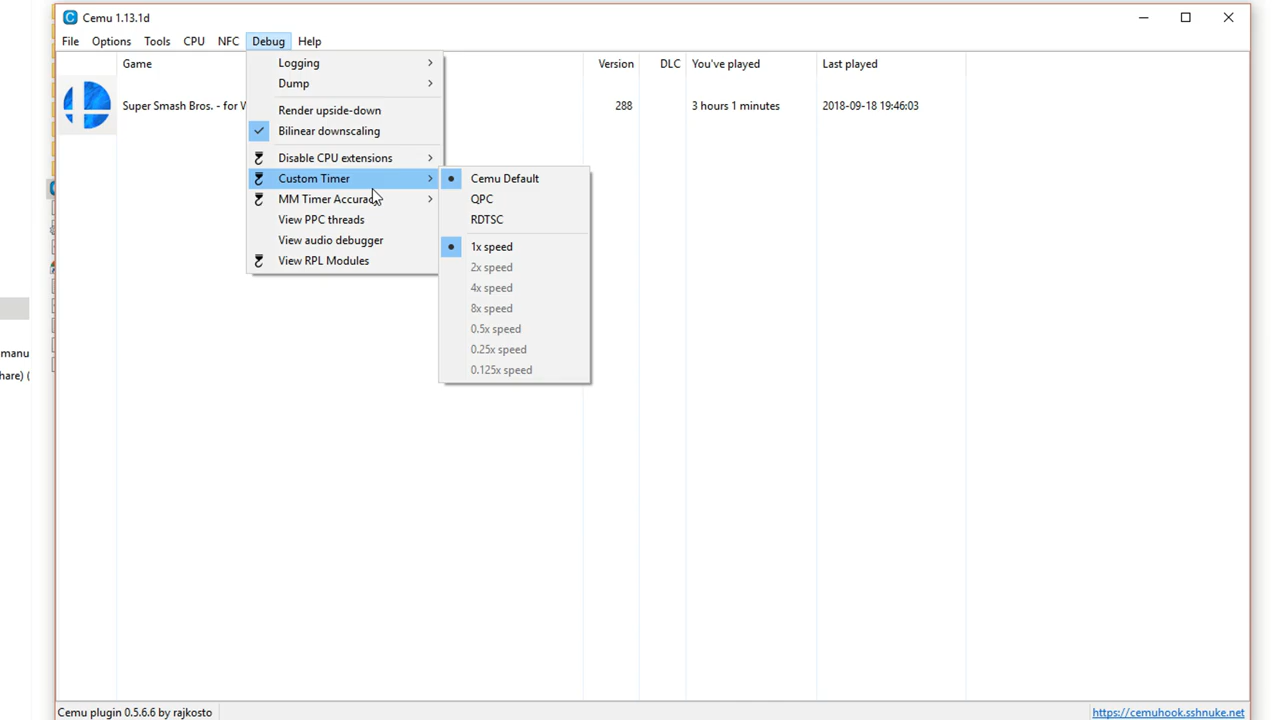 Cemu 1.13.1d
File Options Tools CPU NFC Debug Help
Game Version DLC You've played Last played
Super Smash Bros. - for W 288 3 hours 1 minutes 2018-09-18 19:46:03
Logging
Dump
Render upside-down
Bilinear downscaling
Disable CPU extensions
Custom Timer
MM Timer Accuracy
View PPC threads
View audio debugger
View RPL Modules
Cemu Default
QPC
RDTSC
1x speed
2x speed
4x speed
8x speed
0.5x speed
0.25x speed
0.125x speed
manu
hare) (
Cemu plugin 0.5.6.6 by rajkosto
https://cemuhook.sshnuke.net